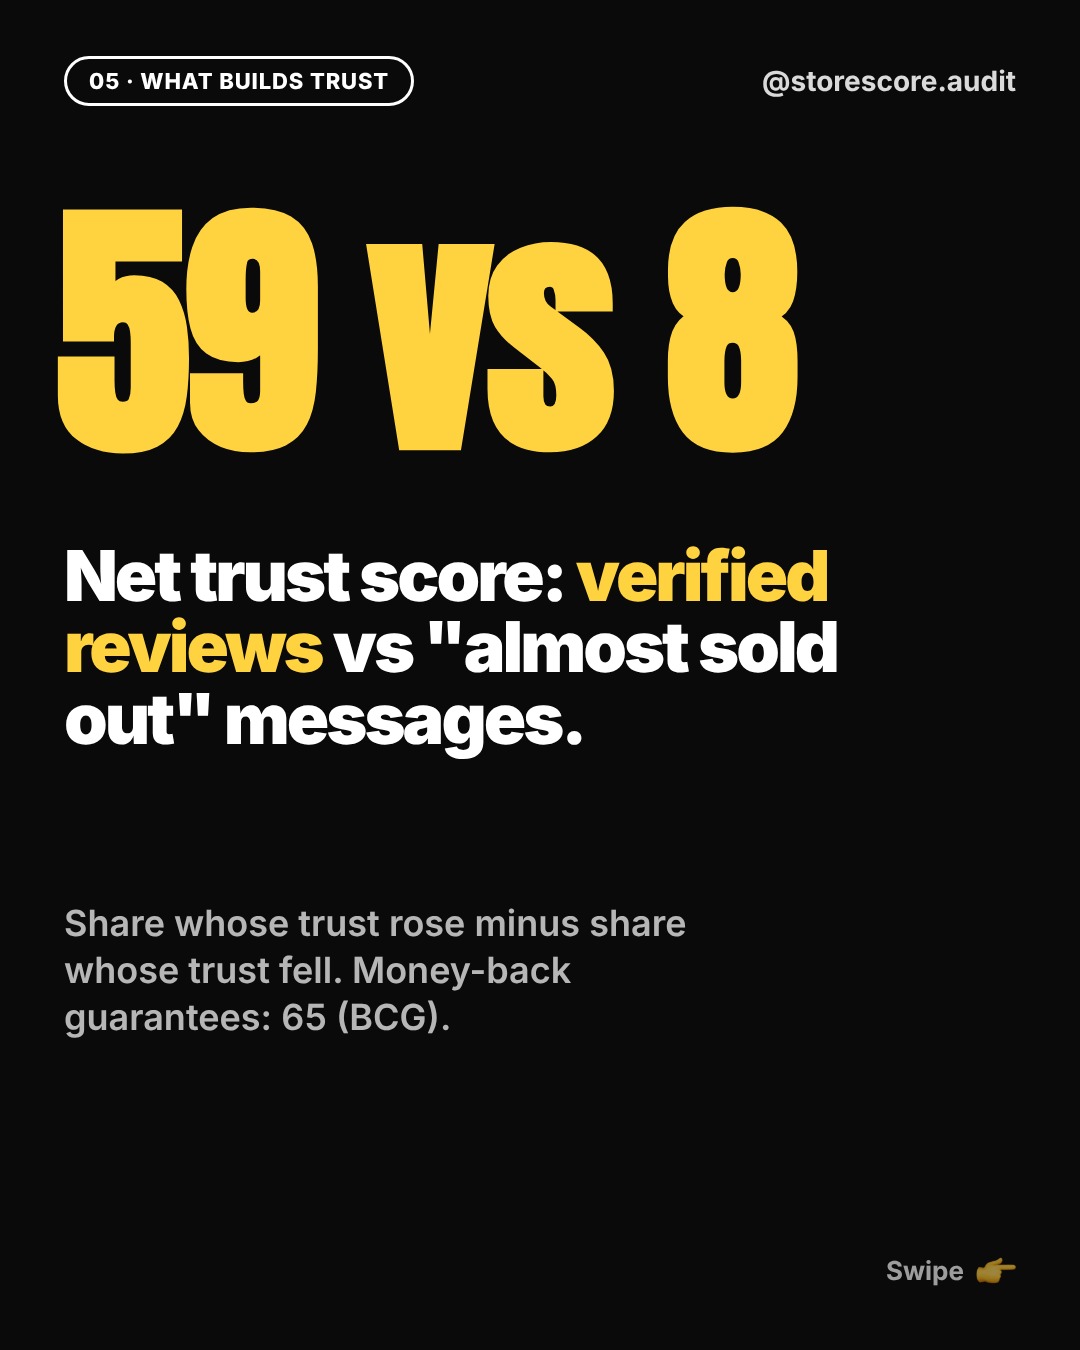 05 · WHAT BUILDS TRUST
@storescore.audit
59 vs 8
Net trust score: verified
reviews vs "almost sold
out" messages.
Share whose trust rose minus share
whose trust fell. Money-back
guarantees: 65 (BCG).
Swipe 👉